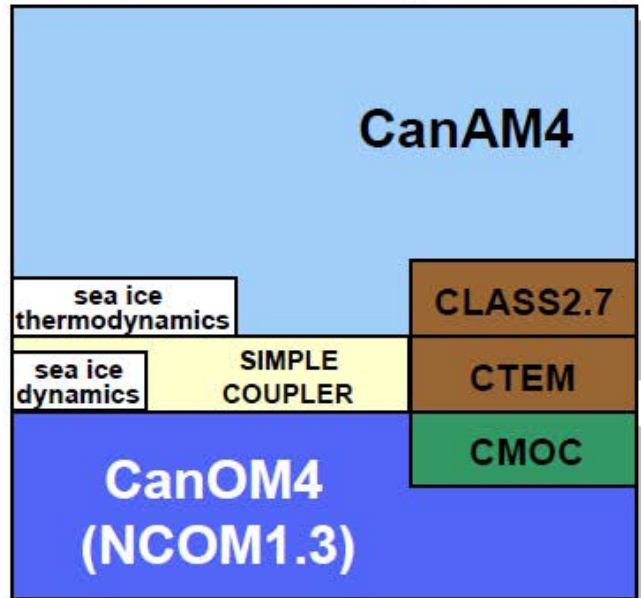 CanAM4
sea ice
thermodynamics
CLASS2.7
sea ice
dynamics
SIMPLE
COUPLER
CTEM
CMOC
CanOM4
(NCOM1.3)